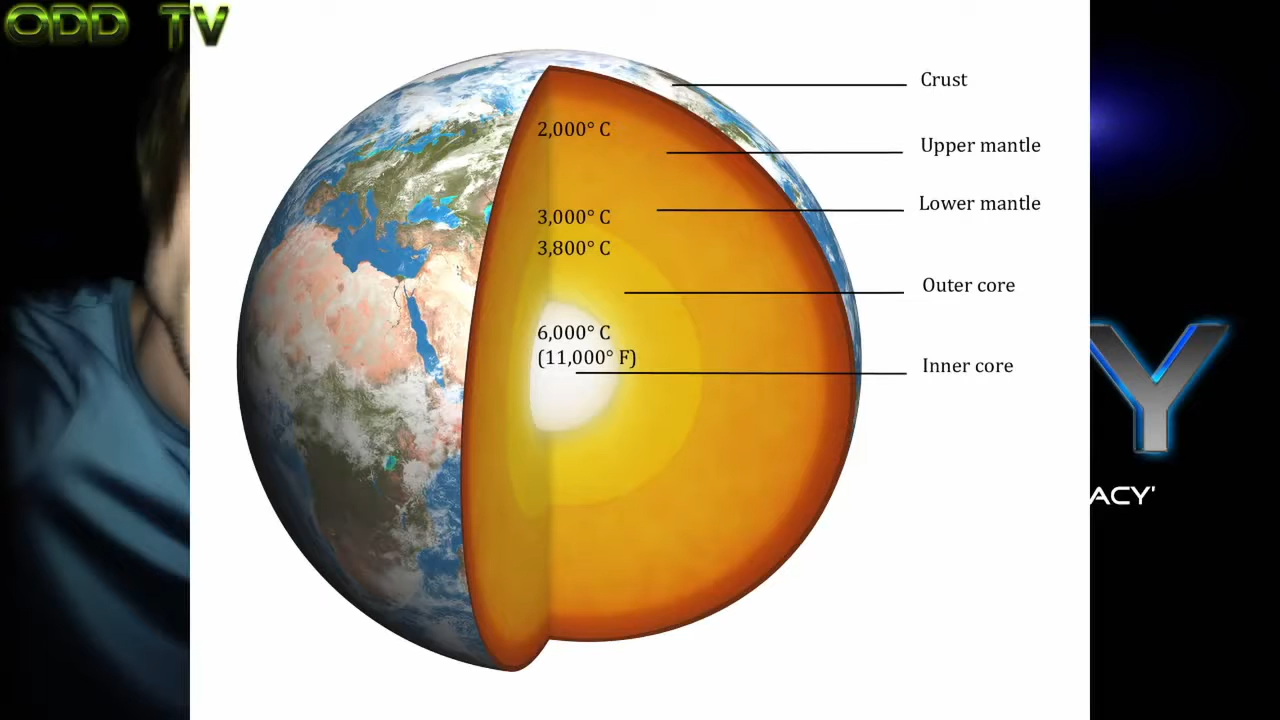 ODD TV
Crust
2,000° C
Upper mantle
Lower mantle
3,000° C
3,800° C
Outer core
6,000° C
(11,000° F)
Inner core
Y
ACY'